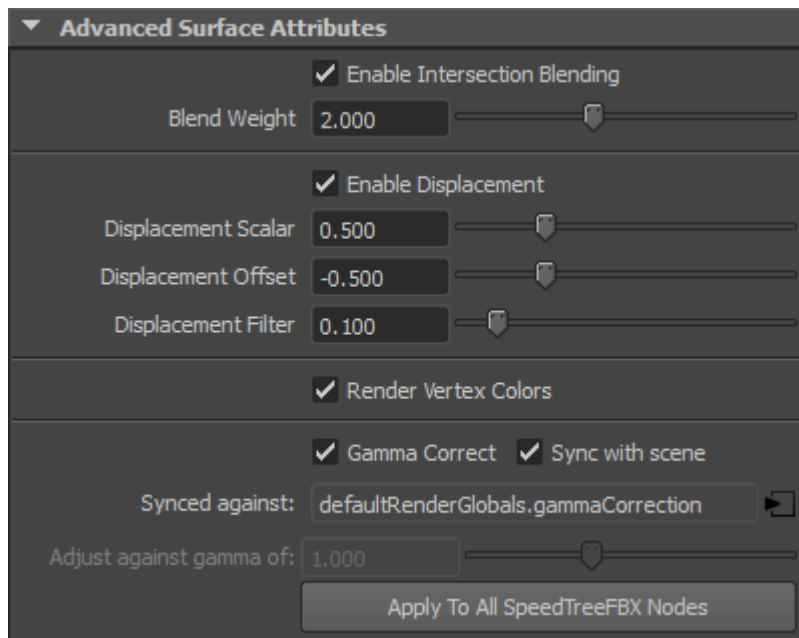 Advanced Surface Attributes
Enable Intersection Blending
Blend Weight 2.000
Enable Displacement
Displacement Scalar 0.500
Displacement Offset -0.500
Displacement Filter 0.100
Render Vertex Colors
Gamma Correct Sync with scene
Synced against: defaultRenderGlobals.gammaCorrection
Adjust against gamma of: 1.000
Apply To All SpeedTreeFBX Nodes